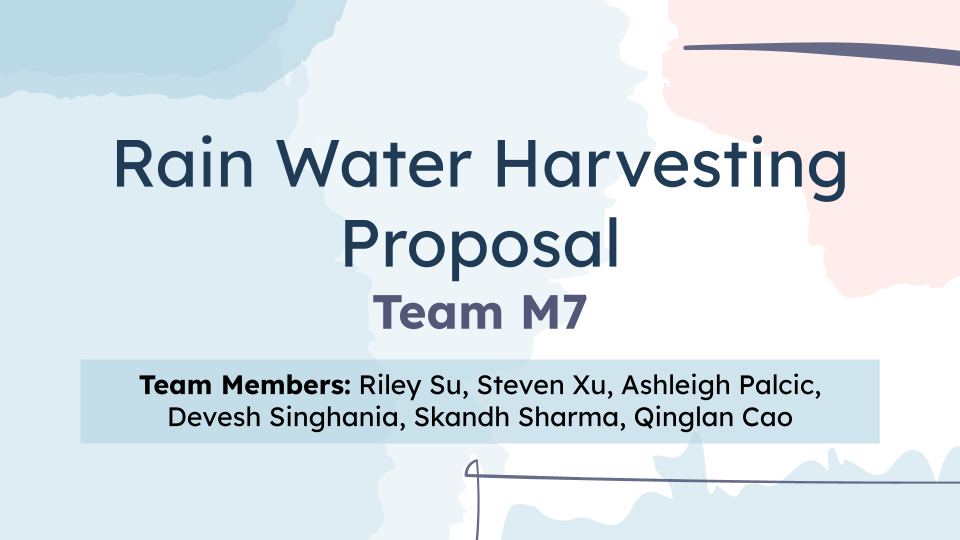 Rain Water Harvesting
Proposal
Team M7
Team Members: Riley Su, Steven Xu, Ashleigh Palcic,
Devesh Singhania, Skandh Sharma, Qinglan Cao